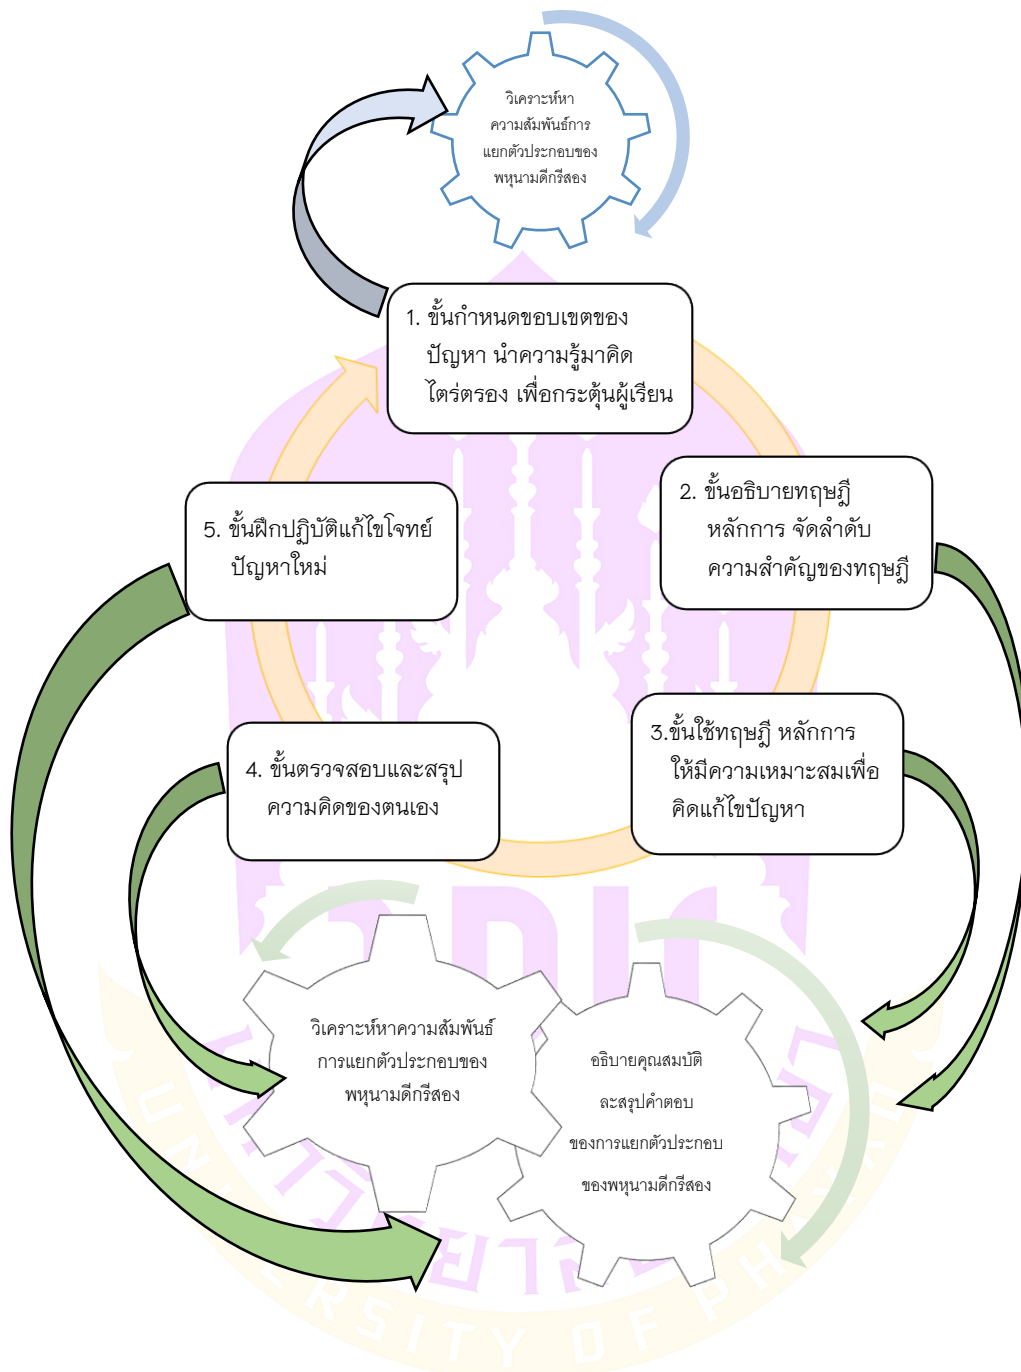 วิเคราะห์หา
ความสัมพันธ์การ
แยกตัวประกอบของ
พหุนามดีกรีสอง
1. ขั้นกำหนดขอบเขตของ
ปัญหา นำความรู้มาคิด
ไตร่ตรอง เพื่อกระตุ้นผู้เรียน
2. ขั้นอธิบายทฤษฎี
หลักการ จัดลำดับ
ความสำคัญของทฤษฎี
5. ขั้นฝึกปฏิบัติแก้ไขโจทย์
ปัญหาใหม่
3.ขั้นใช้ทฤษฎี หลักการ
ให้มีความเหมาะสมเพื่อ
คิดแก้ไขปัญหา
4. ขั้นตรวจสอบและสรุป
ความคิดของตนเอง
วิเคราะห์หาความสัมพันธ์
การแยกตัวประกอบของ
พหุนามดีกรีสอง
อธิบายคุณสมบัติ
ละสรุปคำตอบ
ของการแยกตัวประกอบ
ของพหุนามดีกรีสอง
UNIVERSITY OF PHAYAO